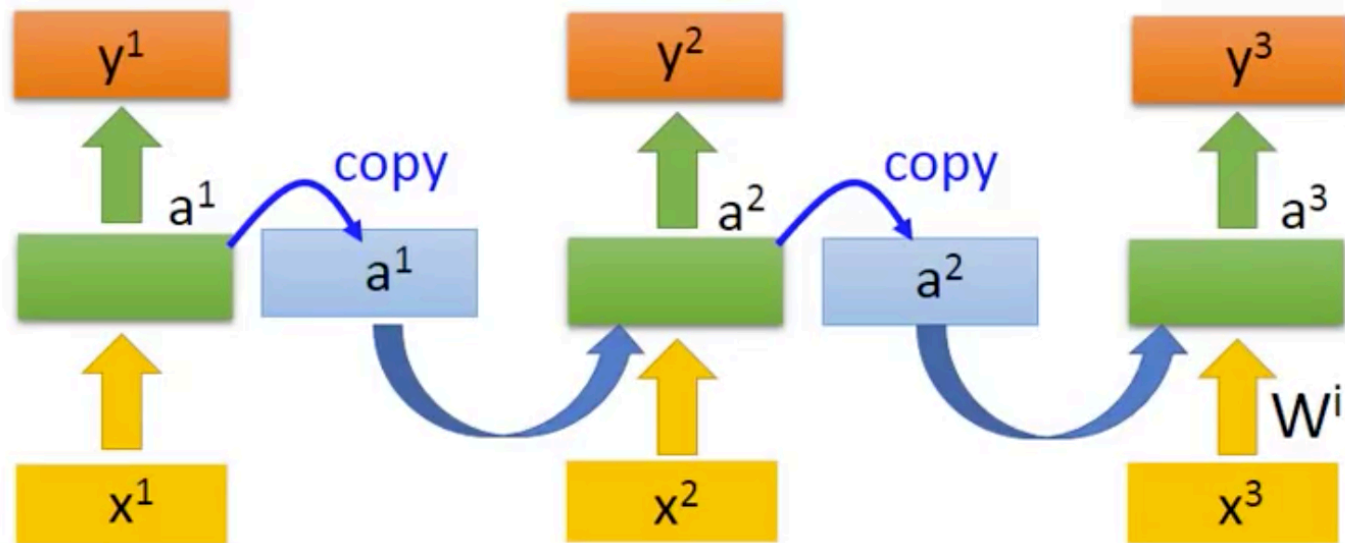 y¹ y² y³
copy copy
a¹ a² a³
a¹ a²
Wⁱ
x¹ x² x³